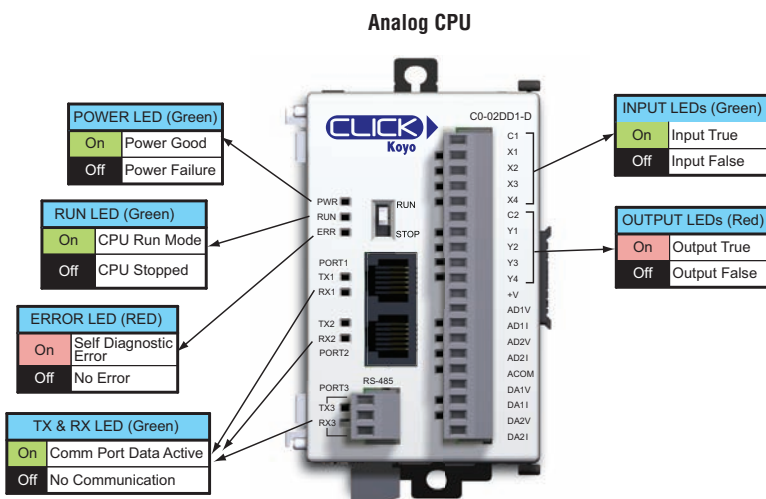 Analog CPU
POWER LED (Green)
On Power Good
Off Power Failure
RUN LED (Green)
On CPU Run Mode
Off CPU Stopped
ERROR LED (RED)
On Self Diagnostic
Error
Off No Error
TX & RX LED (Green)
On Comm Port Data Active
Off No Communication
CLICK
Koyo
C0-02DD1-D
PWR
RUN
ERR
RUN
STOP
PORT1
TX1
RX1
TX2
RX2
PORT2
PORT3
RS-485
TX3
RX3
C1
X1
X2
X3
X4
C2
Y1
Y2
Y3
Y4
+V
AD1V
AD1I
AD2V
AD2I
ACOM
DA1V
DA1I
DA2V
DA2I
INPUT LEDs (Green)
On Input True
Off Input False
OUTPUT LEDs (Red)
On Output True
Off Output False